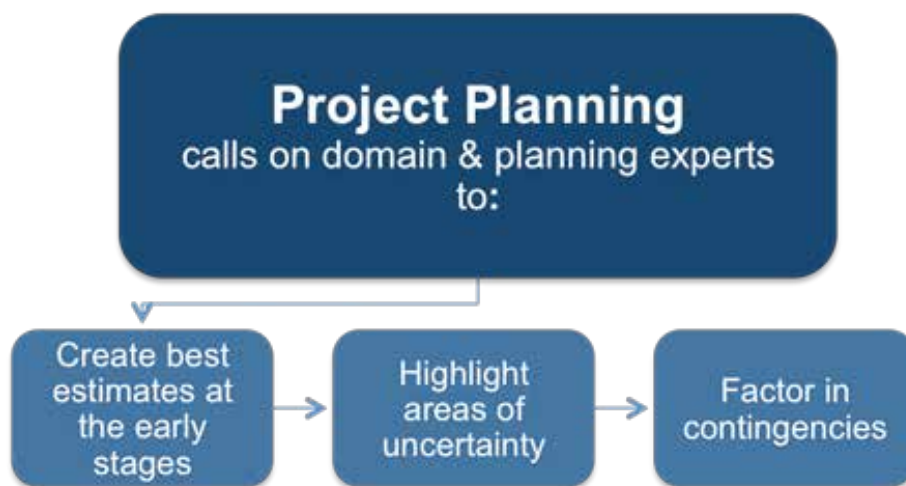 Project Planning
calls on domain & planning experts
to:
Create best
estimates at
the early
stages
Highlight
areas of
uncertainty
Factor in
contingencies